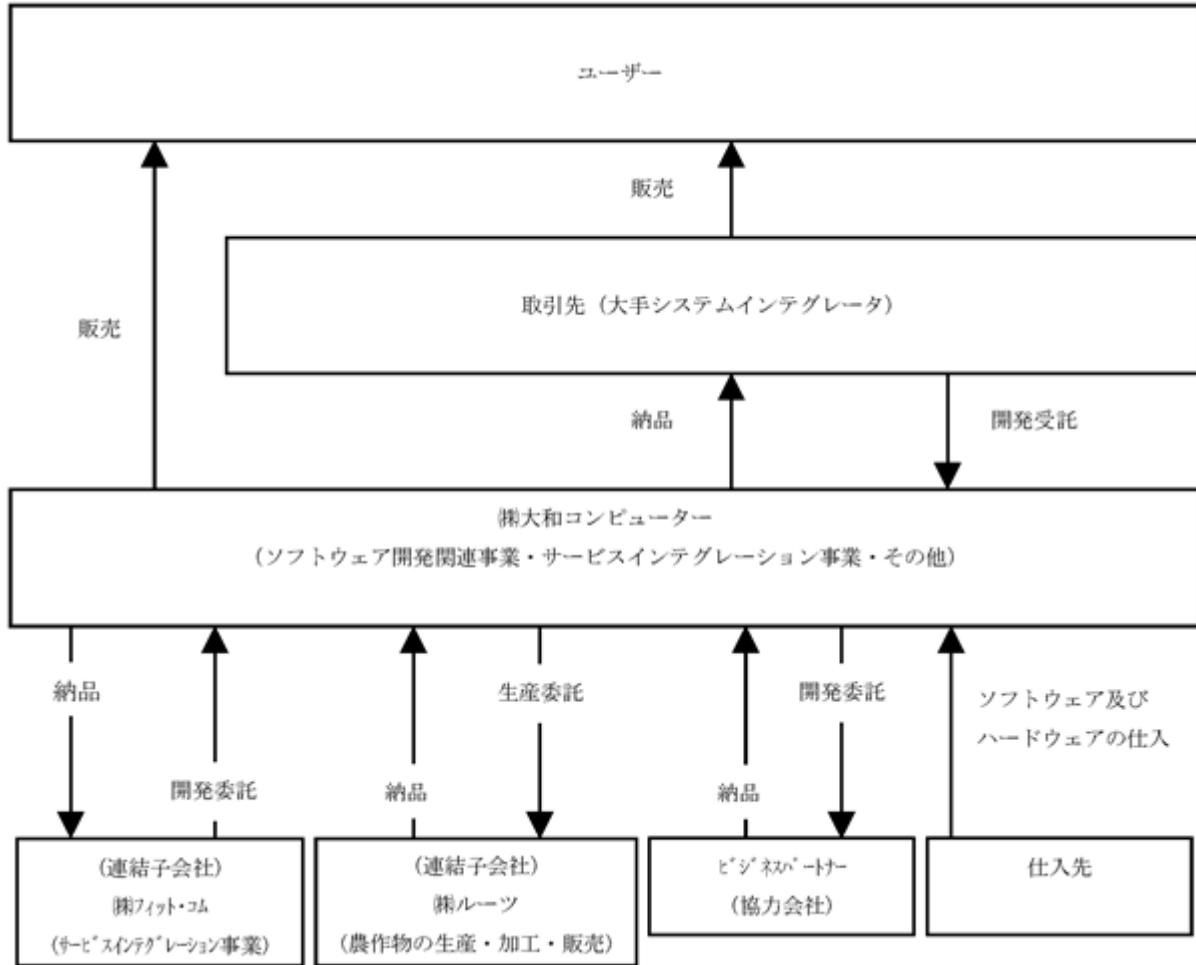 ユーザー
販売
取引先（大手システムインテグレータ）
販売
納品
開発受託
㈱大和コンピューター
（ソフトウェア開発関連事業・サービスインテグレーション事業・その他）
納品
開発委託
納品
生産委託
納品
開発委託
ソフトウェア及び
ハードウェアの仕入
（連結子会社）
㈱フィット・コム
（ｻｰﾋﾞｽｲﾝﾃｸﾞﾚｰｼｮﾝ事業）
（連結子会社）
㈱ルーツ
（農作物の生産・加工・販売）
ﾋﾞｼﾞﾈｽﾊﾟｰﾄﾅｰ
（協力会社）
仕入先